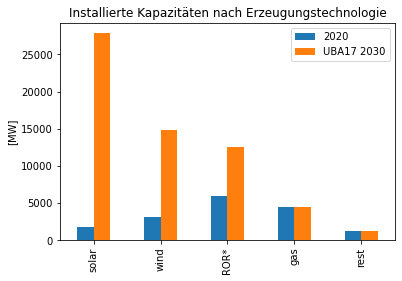 Installierte Kapazitäten nach Erzeugungstechnologie
2020
UBA17 2030
[MW]
25000
20000
15000
10000
5000
0
solar
wind
ROR*
gas
rest